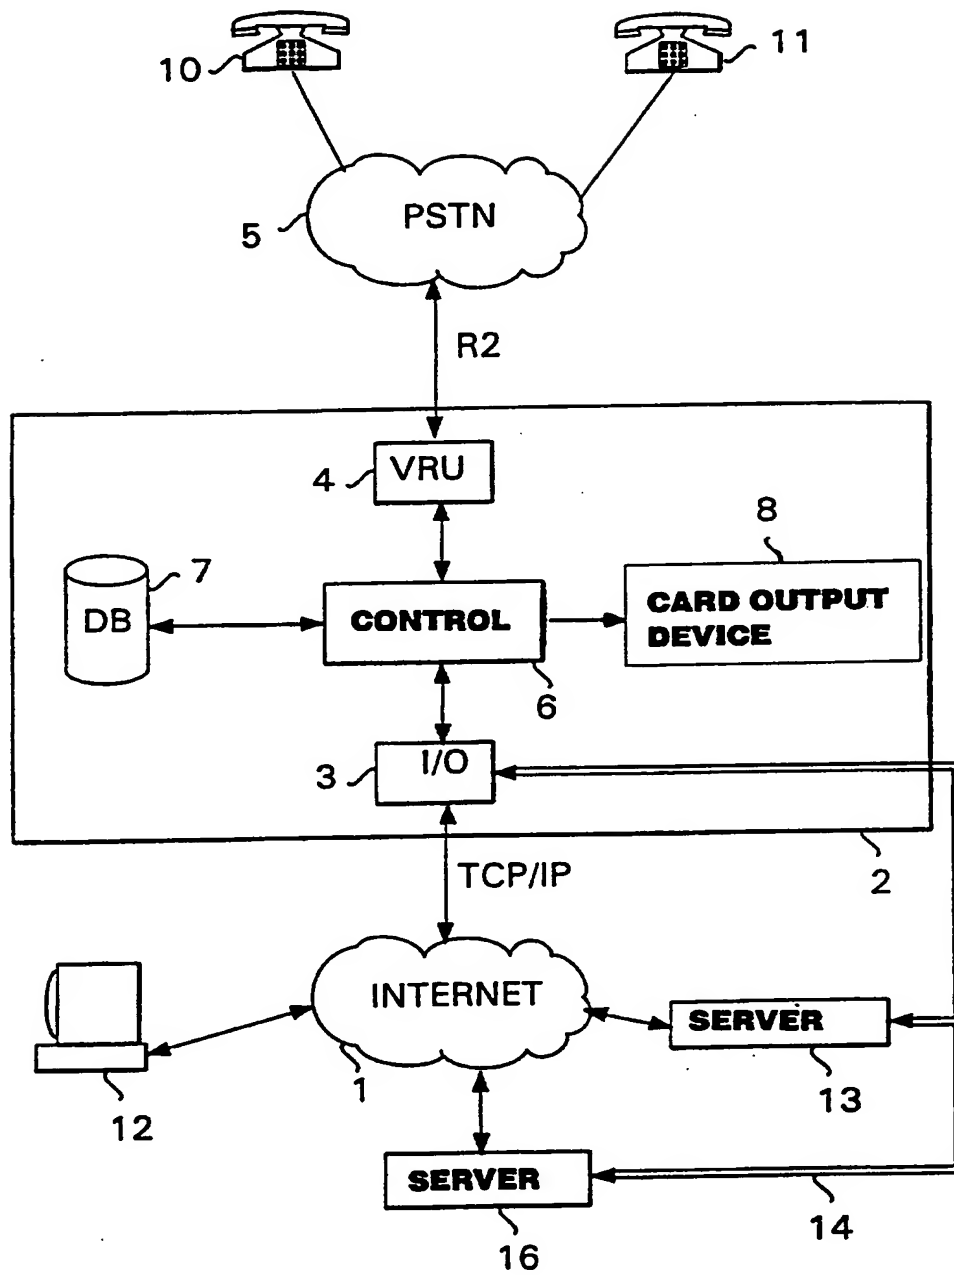 10
11
5
PSTN
R2
4
VRU
8
7
DB
CONTROL
CARD OUTPUT
DEVICE
6
3
I/O
2
TCP/IP
INTERNET
SERVER
12
1
13
SERVER
16
14